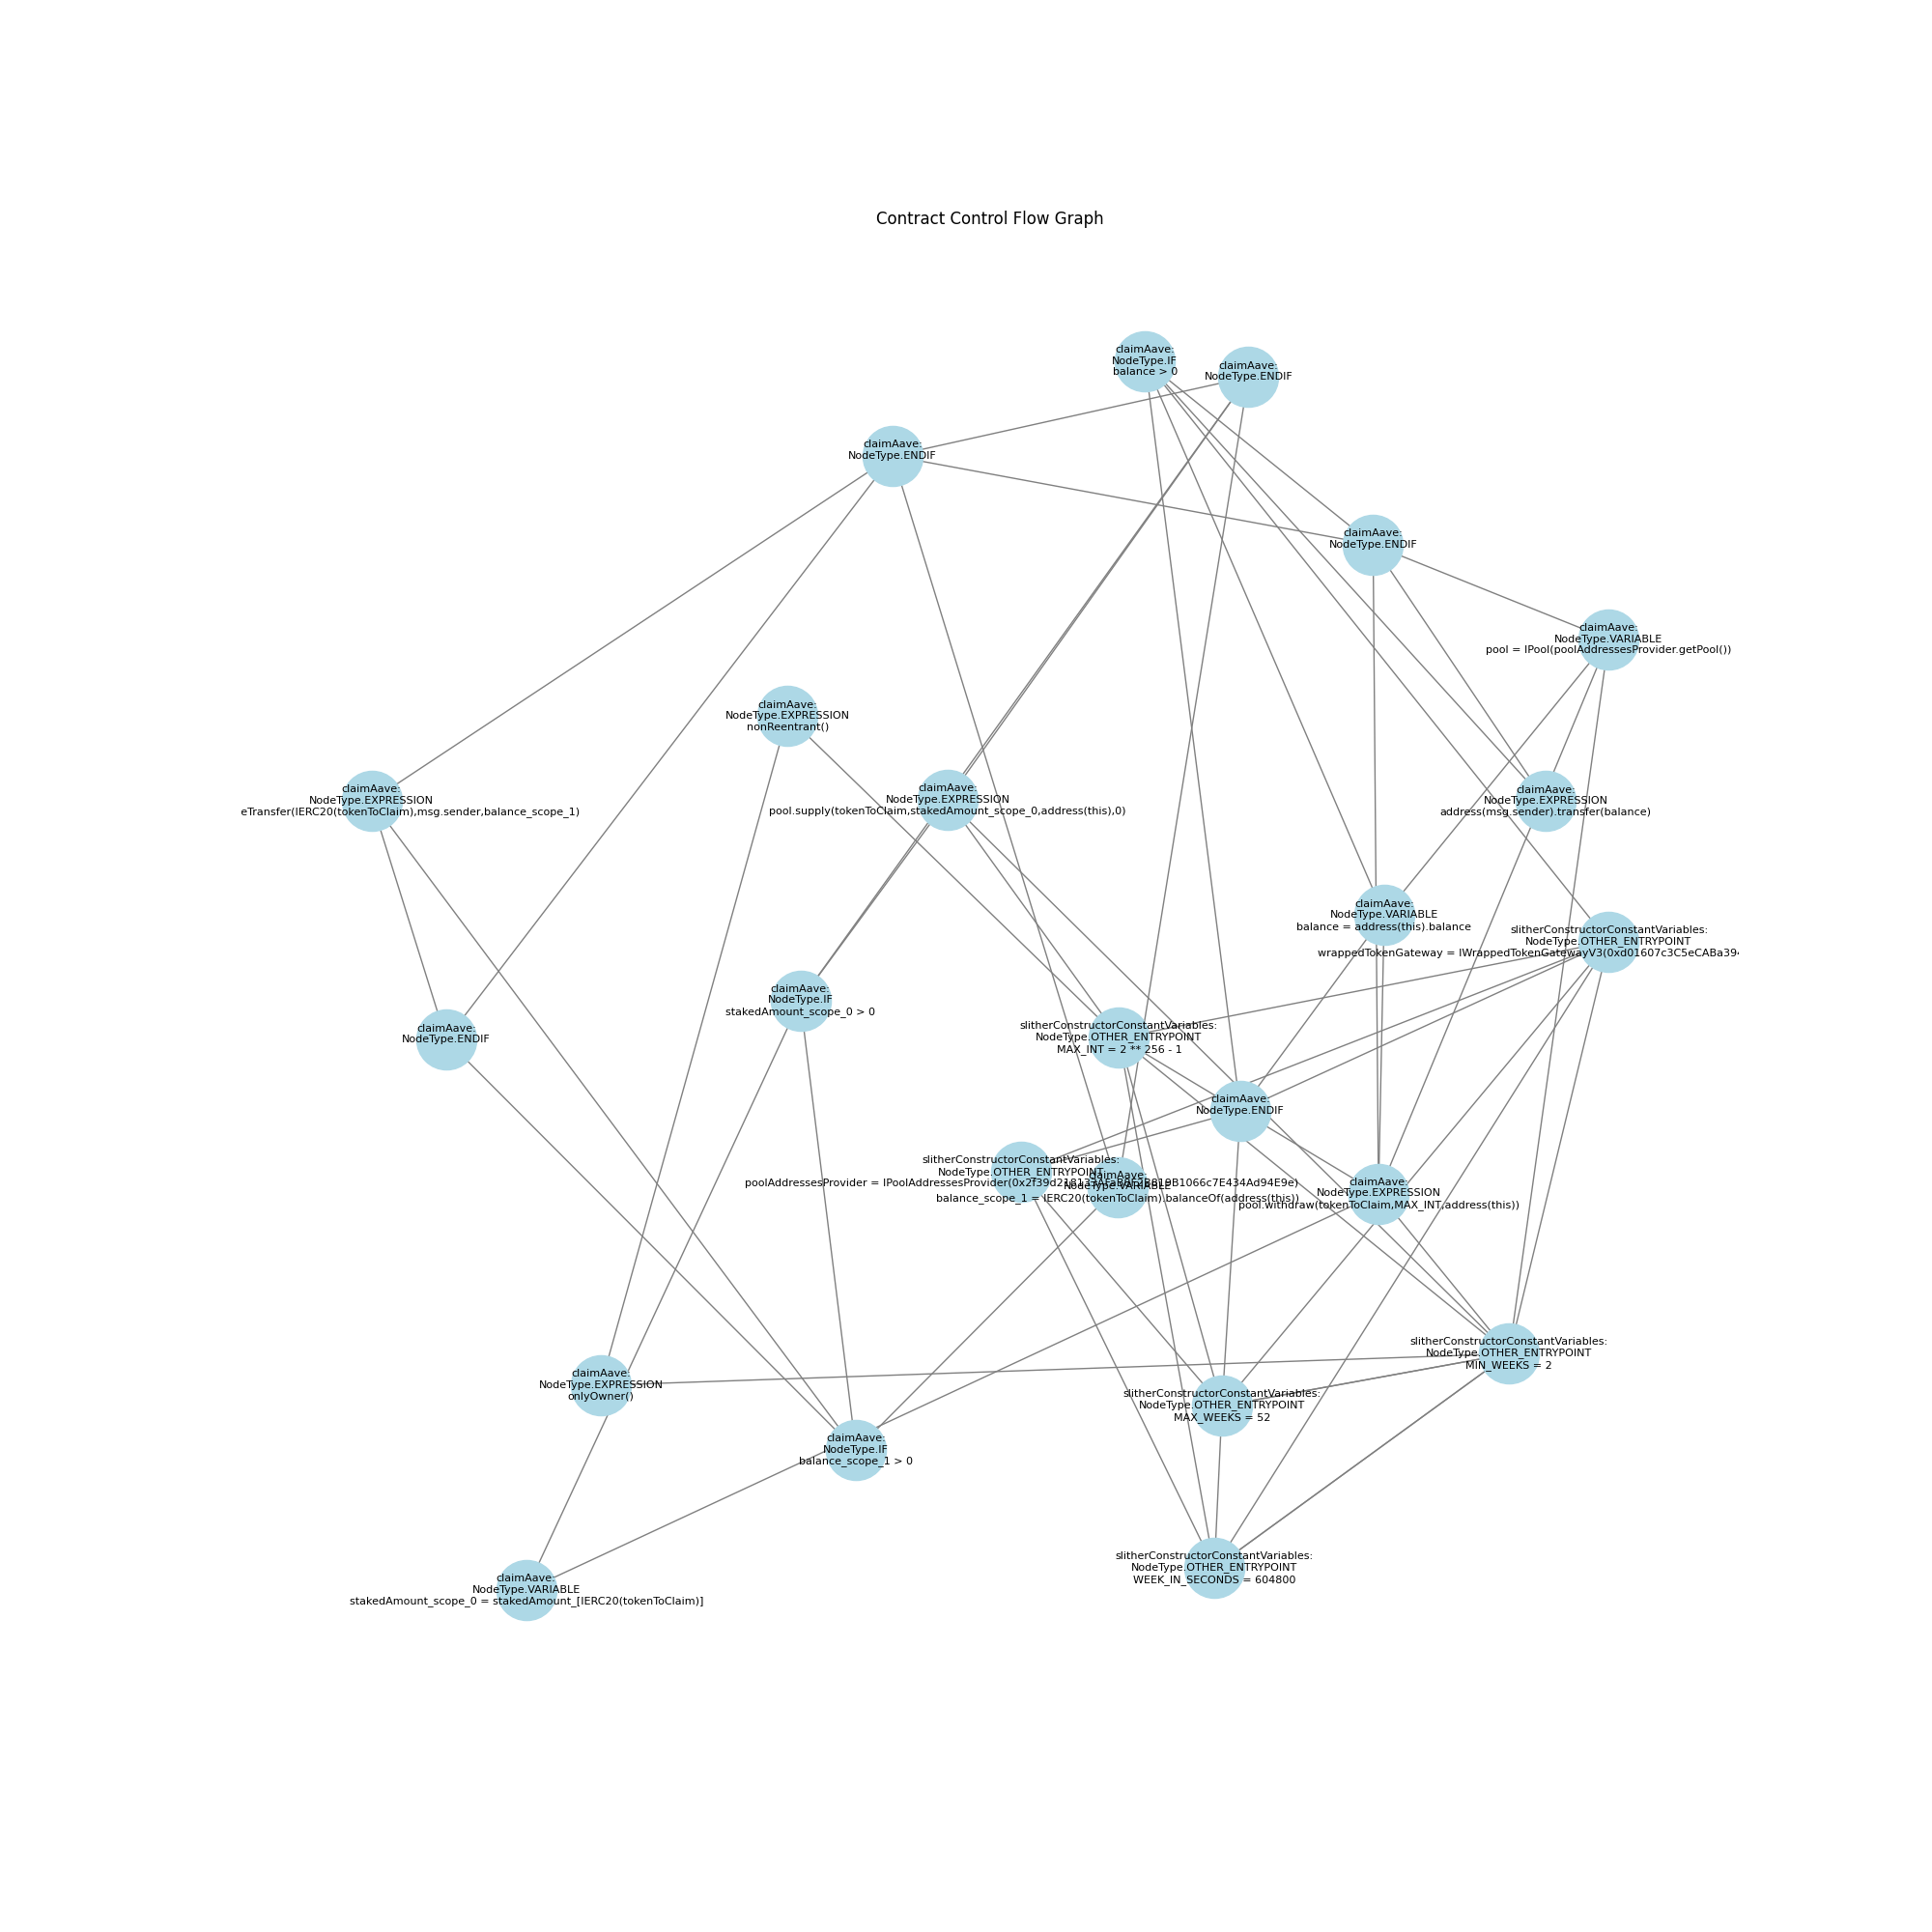 Contract Control Flow Graph
claimAave:
NodeType.IF
balance > 0
claimAave:
NodeType.ENDIF
claimAave:
NodeType.ENDIF
claimAave:
NodeType.ENDIF
claimAave:
NodeType.VARIABLE
pool = IPool(poolAddressesProvider.getPool())
claimAave:
NodeType.EXPRESSION
nonReentrant()
claimAave:
NodeType.EXPRESSION
eTransfer(IERC20(tokenToClaim),msg.sender,balance_scope_1)
claimAave:
NodeType.EXPRESSION
pool.supply(tokenToClaim,stakedAmount_scope_0,address(this),0)
claimAave:
NodeType.EXPRESSION
address(msg.sender).transfer(balance)
claimAave:
NodeType.VARIABLE
balance = address(this).balance
slitherConstructorConstantVariables:
NodeType.OTHER_ENTRYPOINT
wrappedTokenGateway = IWrappedTokenGatewayV3(0xd01607c3C5eCABa394
claimAave:
NodeType.IF
stakedAmount_scope_0 > 0
claimAave:
NodeType.ENDIF
slitherConstructorConstantVariables:
NodeType.OTHER_ENTRYPOINT
MAX_INT = 2 ** 256 - 1
claimAave:
NodeType.ENDIF
slitherConstructorConstantVariables:
NodeType.OTHER_ENTRYPOINT
poolAddressesProvider =
claimAave:
NodeType.VARIABLE
balance_scope_1 = IERC20(tokenToClaim).balanceOf(address(this))
claimAave:
NodeType.EXPRESSION
pool.withdraw(tokenToClaim,MAX_INT,address(this))
slitherConstructorConstantVariables:
NodeType.OTHER_ENTRYPOINT
MIN_WEEKS = 2
claimAave:
NodeType.EXPRESSION
onlyOwner()
slitherConstructorConstantVariables:
NodeType.OTHER_ENTRYPOINT
MAX_WEEKS = 52
claimAave:
NodeType.IF
balance_scope_1 > 0
slitherConstructorConstantVariables:
NodeType.OTHER_ENTRYPOINT
WEEK_IN_SECONDS = 604800
claimAave:
NodeType.VARIABLE
stakedAmount_scope_0 = stakedAmount_[IERC20(tokenToClaim)]